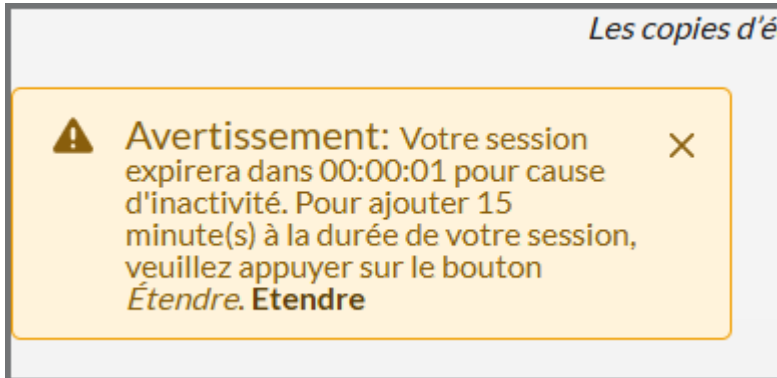 Les copies d'é
Avertissement: Votre session
expirera dans 00:00:01 pour cause
d'inactivité. Pour ajouter 15
minute(s) à la durée de votre session,
veuillez appuyer sur le bouton
Étendre. Etendre